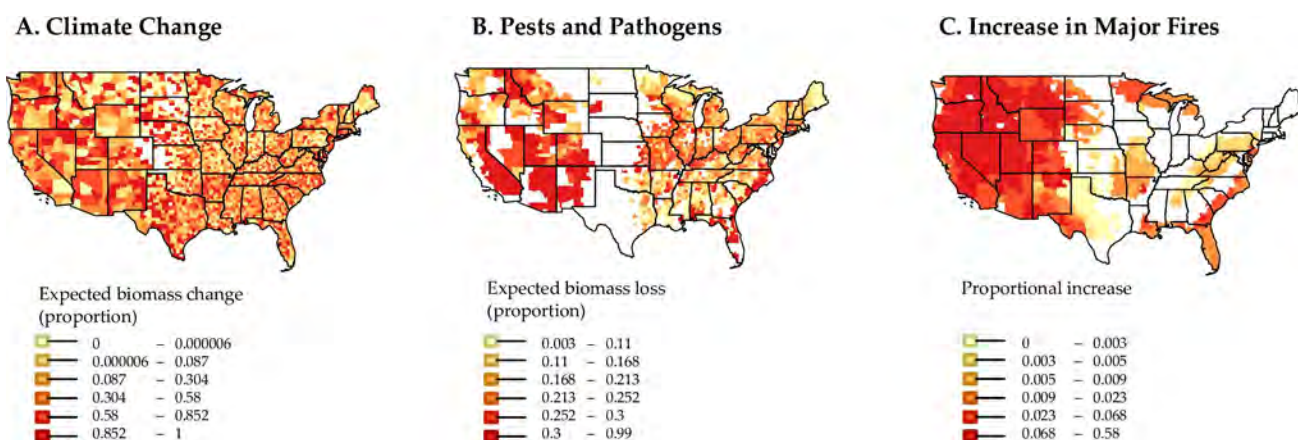 A. Climate Change
B. Pests and Pathogens
C. Increase in Major Fires
Expected biomass change
(proportion)
0 – 0.000006
0.000006 – 0.087
0.087 – 0.304
0.304 – 0.58
0.58 – 0.852
0.852 – 1
Expected biomass loss
(proportion)
0.003 – 0.11
0.11 – 0.168
0.168 – 0.213
0.213 – 0.252
0.252 – 0.3
0.3 – 0.99
Proportional increase
0 – 0.003
0.003 – 0.005
0.005 – 0.009
0.009 – 0.023
0.023 – 0.068
0.068 – 0.58